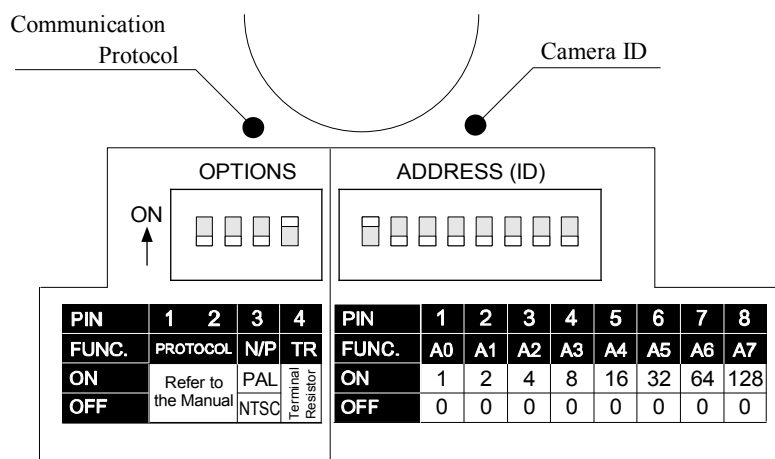 Communication
Protocol
Camera ID
OPTIONS
ADDRESS (ID)
ON
PIN 1 2 3 4
FUNC. PROTOCOL N/P TR
ON Refer to the Manual PAL Terminal Resistor
OFF NTSC
PIN 1 2 3 4 5 6 7 8
FUNC. A0 A1 A2 A3 A4 A5 A6 A7
ON 1 2 4 8 16 32 64 128
OFF 0 0 0 0 0 0 0 0